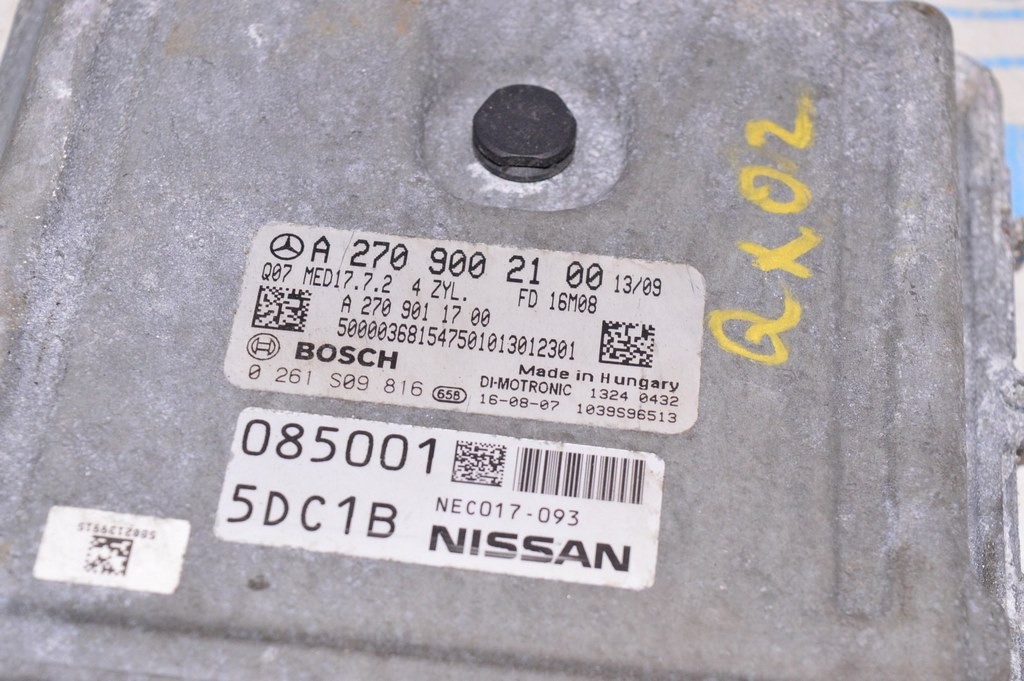 A 270 900 21 00 13/09
Q07 MED17.7.2 4 ZYL. FD 16M08
A 270 901 17 00
500003681547501013012301
BOSCH
Made in Hungary
0 261 S09 816 658 DI-MOTRONIC 1324 0432
16-08-07 1039S96513
085001
5DC1B NEC017-093
NISSAN
QX02